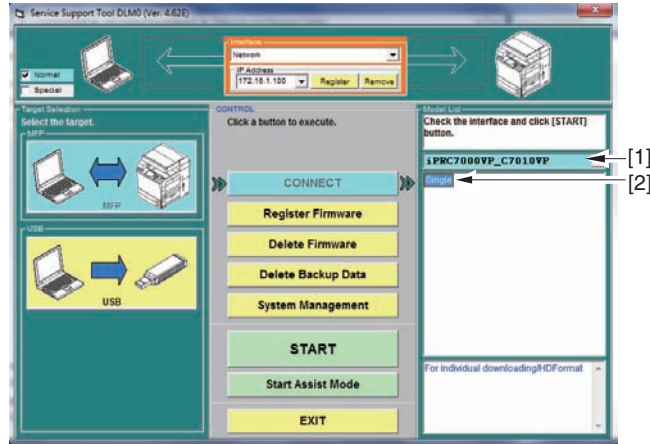 Service Support Tool DLM0 (Ver. 4.62E)
Normal
Special
Interface
Network
IP Address
172.16.1.100
Register
Remove
Target Selection
Select the target.
MFP
MFP
USB
USB
CONTROL
Click a button to execute.
CONNECT
Register Firmware
Delete Firmware
Delete Backup Data
System Management
START
Start Assist Mode
EXIT
Model List
Check the interface and click [START]
button.
iPRC7000VP_C7010VP
[1]
Single
[2]
For individual downloading/HDFormat